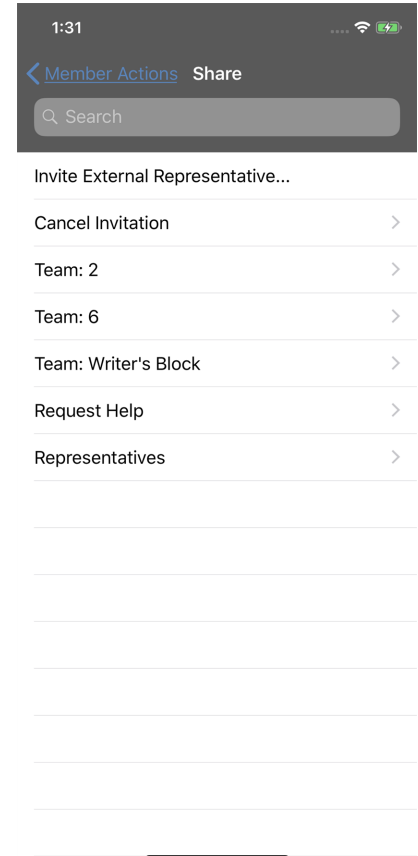 1:31
Member Actions Share
Search
Invite External Representative...
Cancel Invitation
Team: 2
Team: 6
Team: Writer's Block
Request Help
Representatives